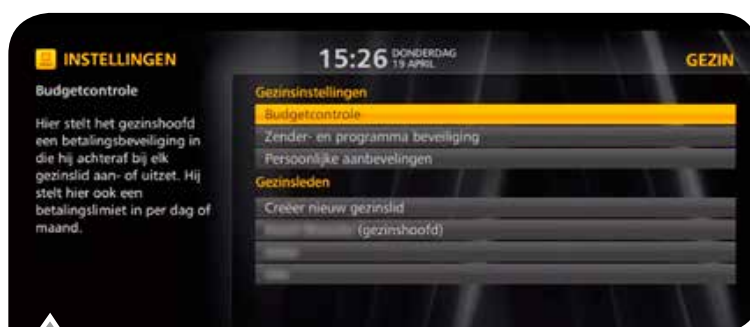 INSTELLINGEN
15:26 DONDERDAG
19 APRIL
GEZIN
Budgetcontrole
Hier stelt het gezinshoofd
een betalingsbeveiliging in
die hij achteraf bij elk
gezinslid aan- of uitzet. Hij
stelt hier ook een
betalingslimiet in per dag of
maand.
Gezinsinstellingen
Budgetcontrole
Zender- en programma beveiliging
Persoonlijke aanbevelingen
Gezinsleden
Creëer nieuw gezinslid
(gezinshoofd)